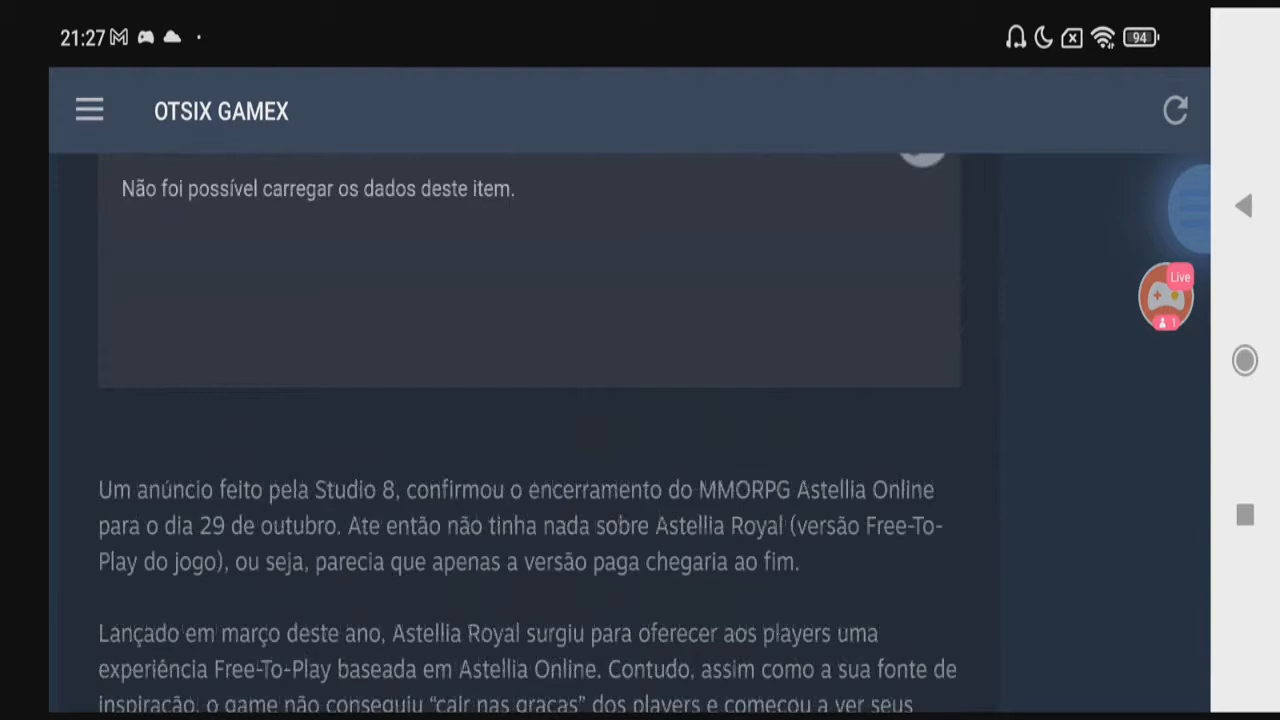 21:27
94
OTSIX GAMEX
Não foi possível carregar os dados deste item.
Live
1
Um anúncio feito pela Studio 8, confirmou o encerramento do MMORPG Astellia Online
para o dia 29 de outubro. Ate então não tinha nada sobre Astellia Royal (versão Free-To-
Play do jogo), ou seja, parecia que apenas a versão paga chegaria ao fim.
Lançado em março deste ano, Astellia Royal surgiu para oferecer aos players uma
experiência Free-To-Play baseada em Astellia Online. Contudo, assim como a sua fonte de
inspiração, o game não conseguiu “cair nas graças” dos players e começou a ver seus